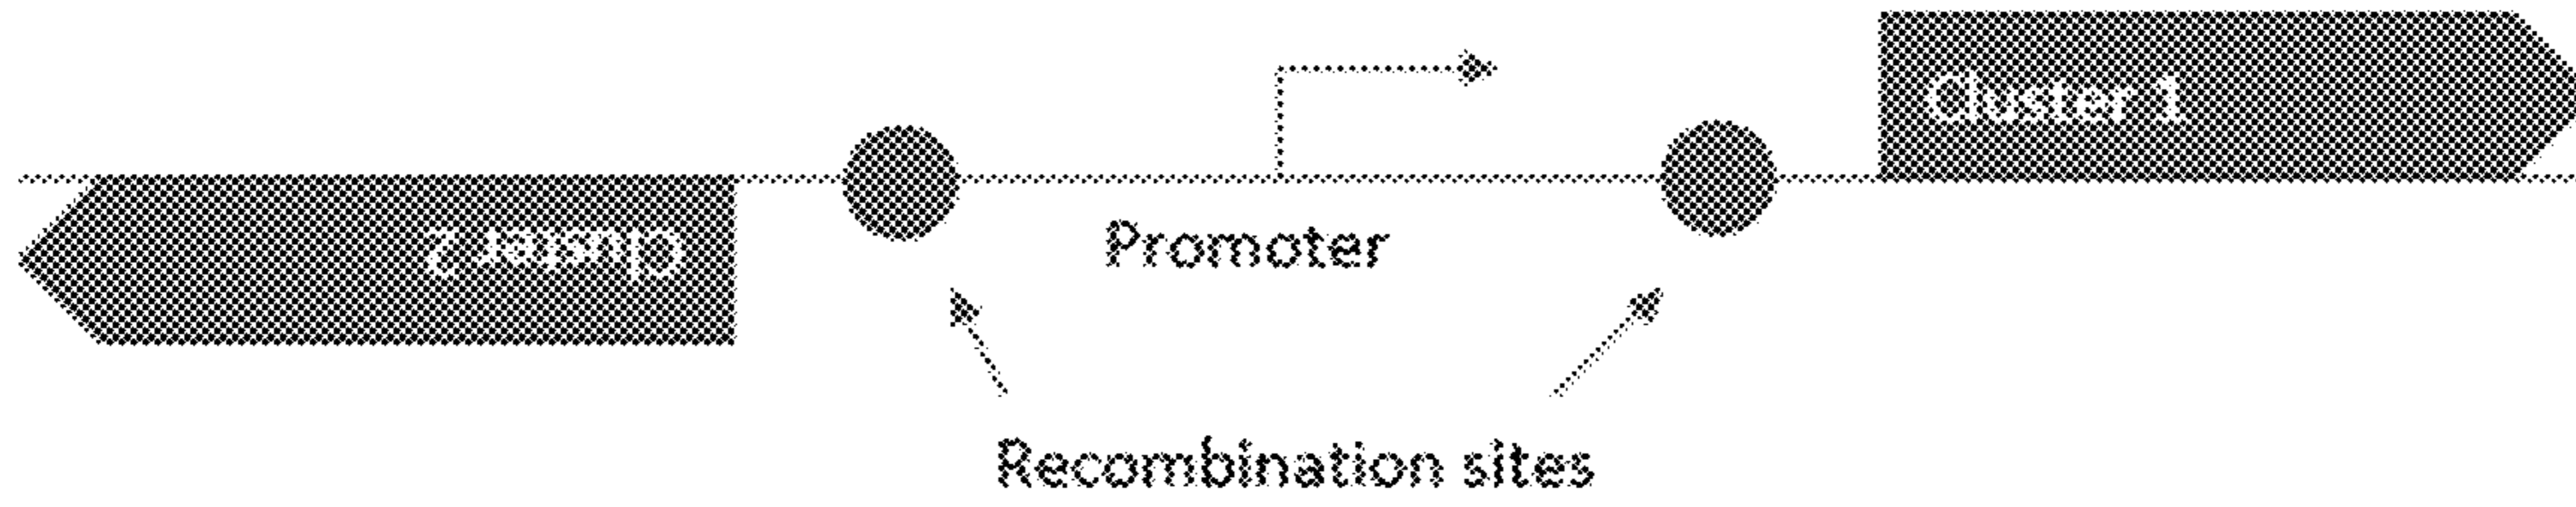 Cluster 1
Cluster 2
Promoter
Recombination sites